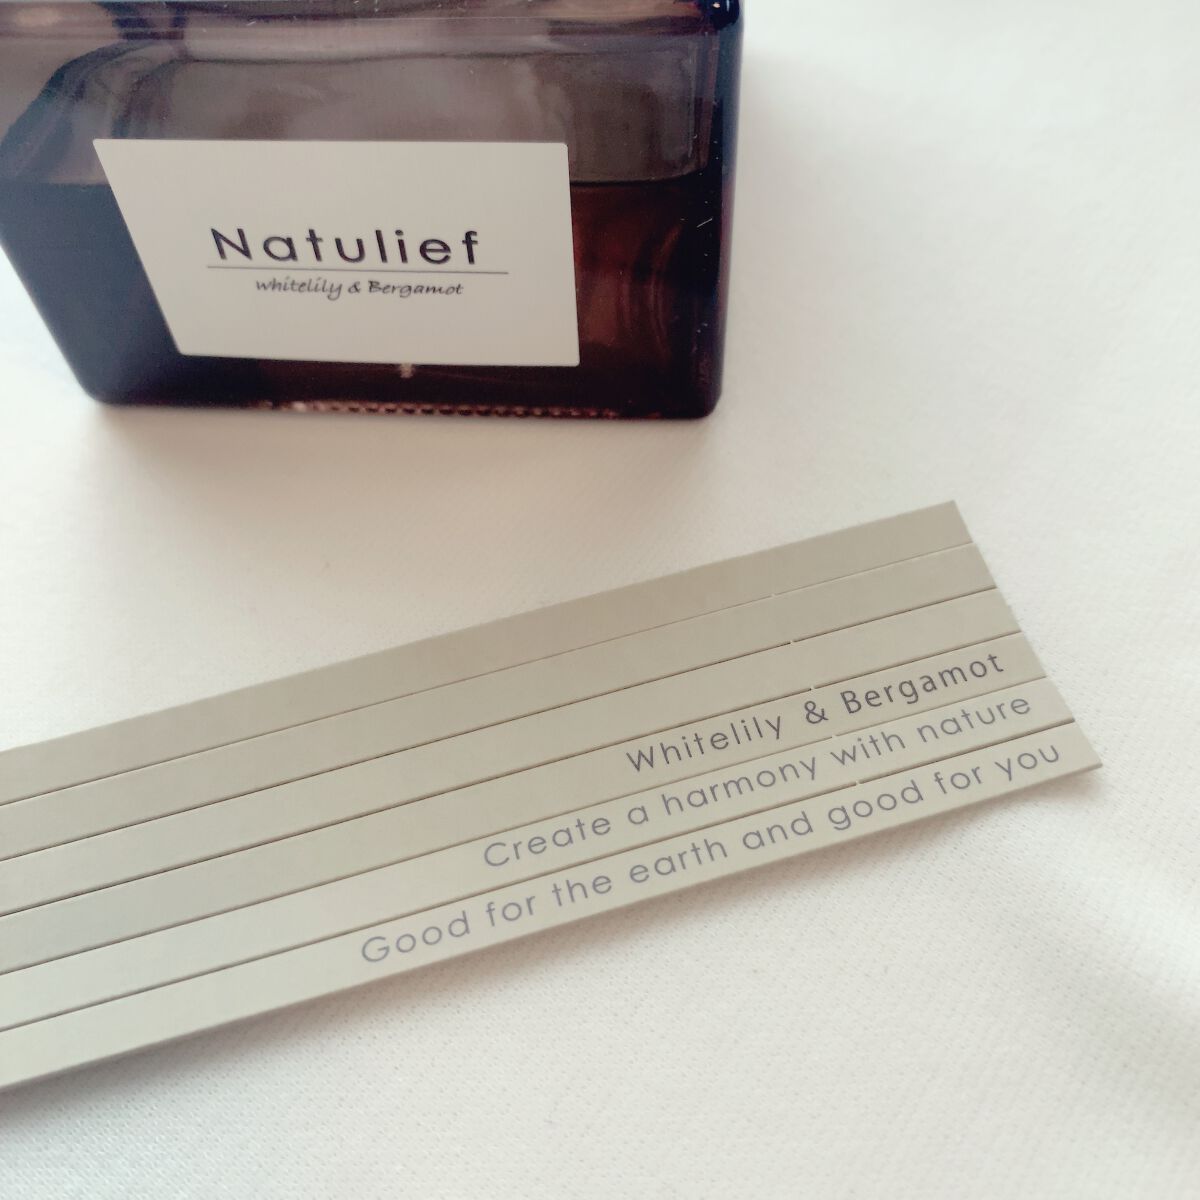 Natulief
whitelily & Bergamot
Whitelily & Bergamot
Create a harmony with nature
Good for the earth and good for you